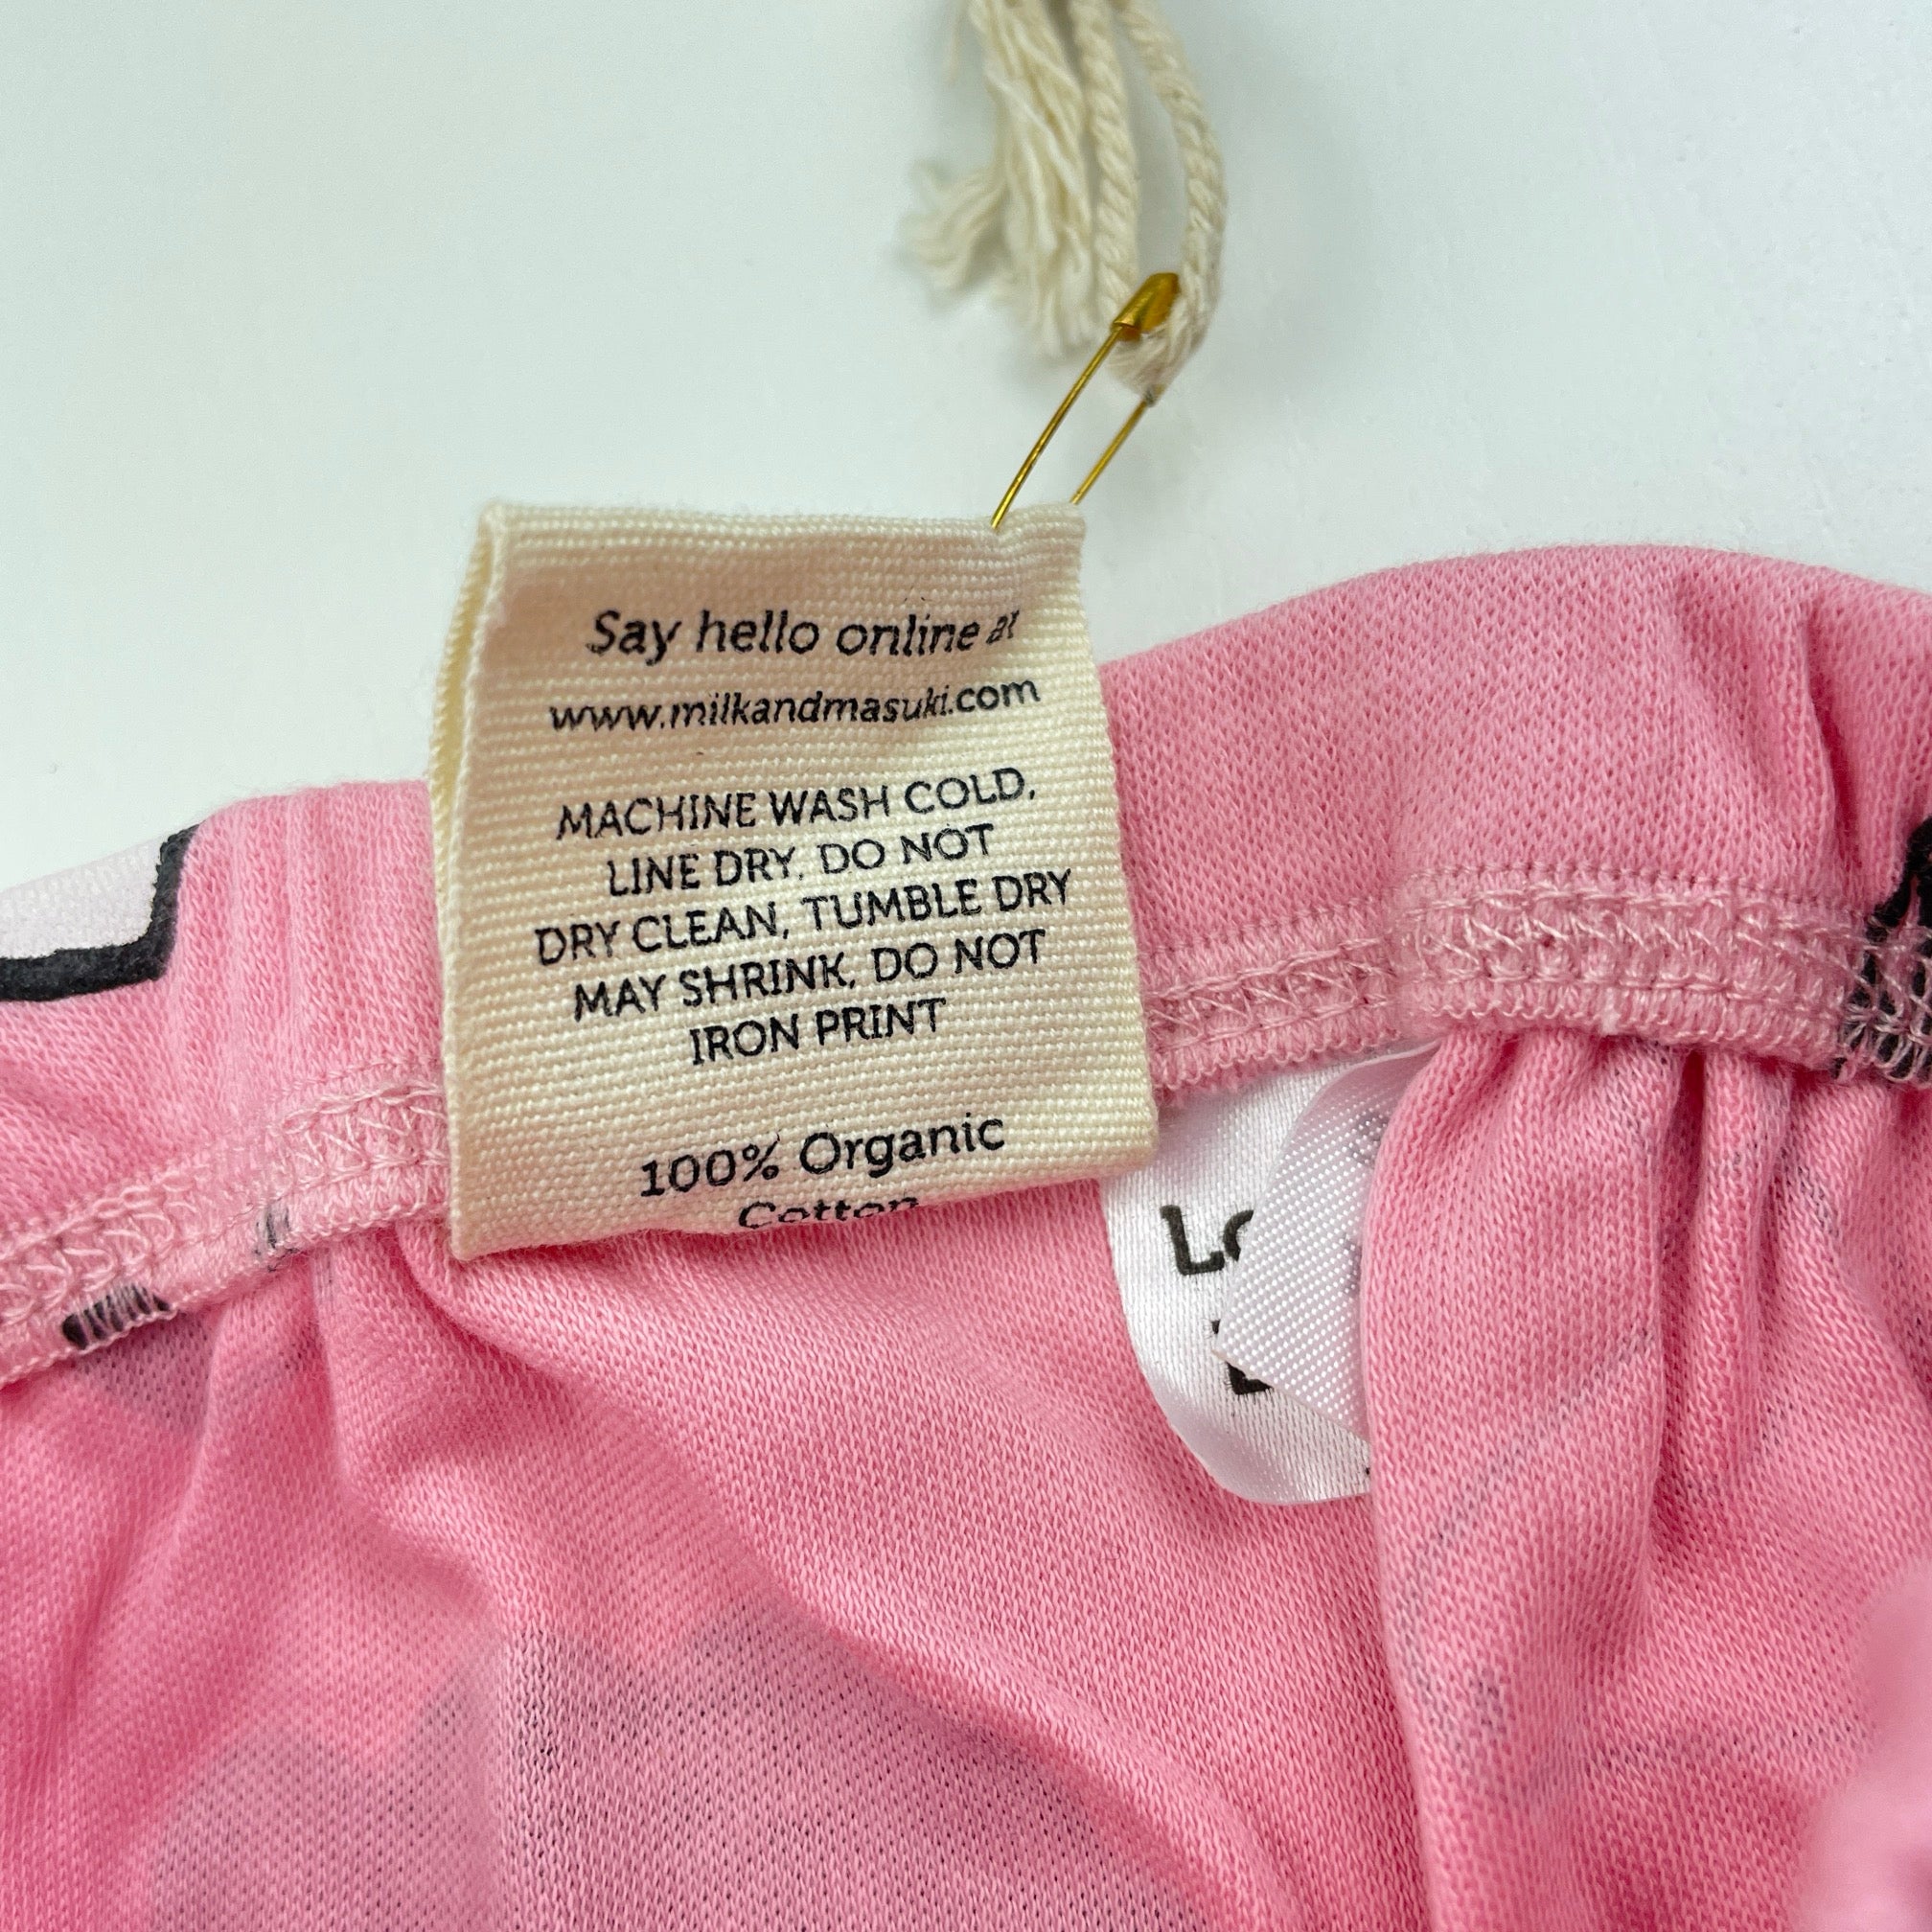 Say hello online at
www.milkandmasuki.com
MACHINE WASH COLD,
LINE DRY, DO NOT
DRY CLEAN, TUMBLE DRY
MAY SHRINK, DO NOT
IRON PRINT
100% Organic
Cotton